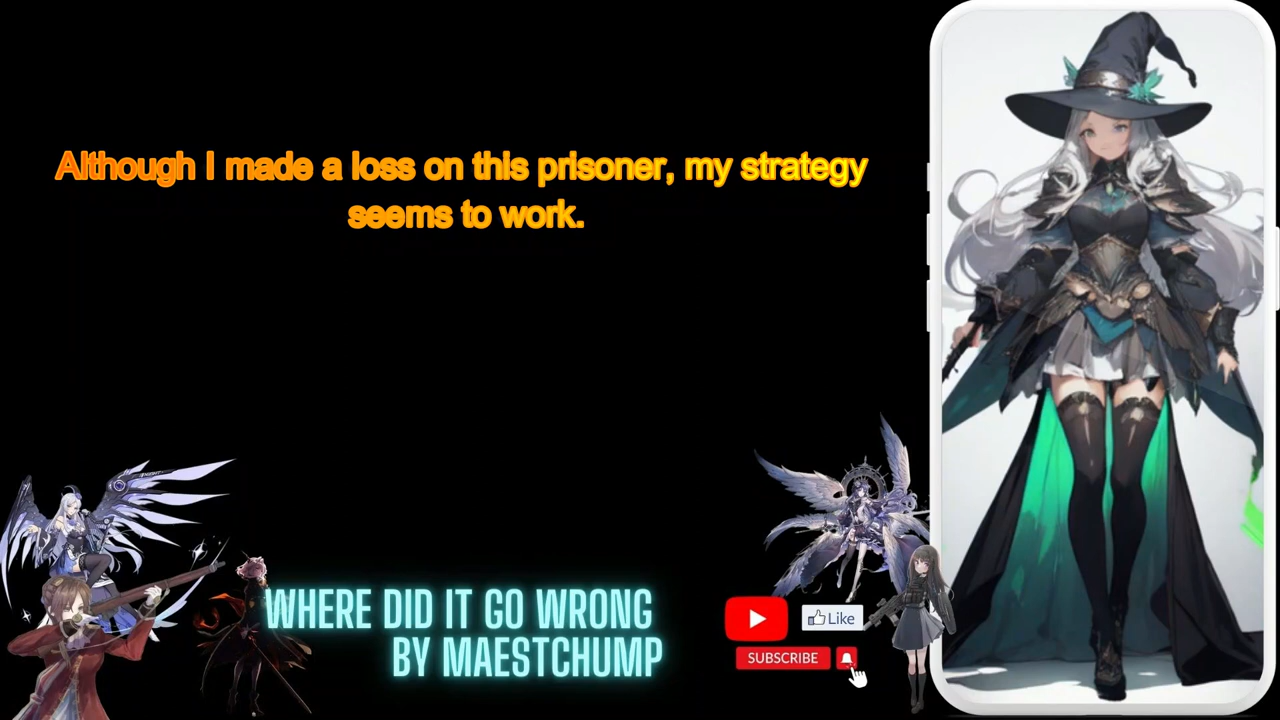 Although I made a loss on this prisoner, my strategy
seems to work.
WHERE DID IT GO WRONG
BY MAESTCHUMP
Like
SUBSCRIBE